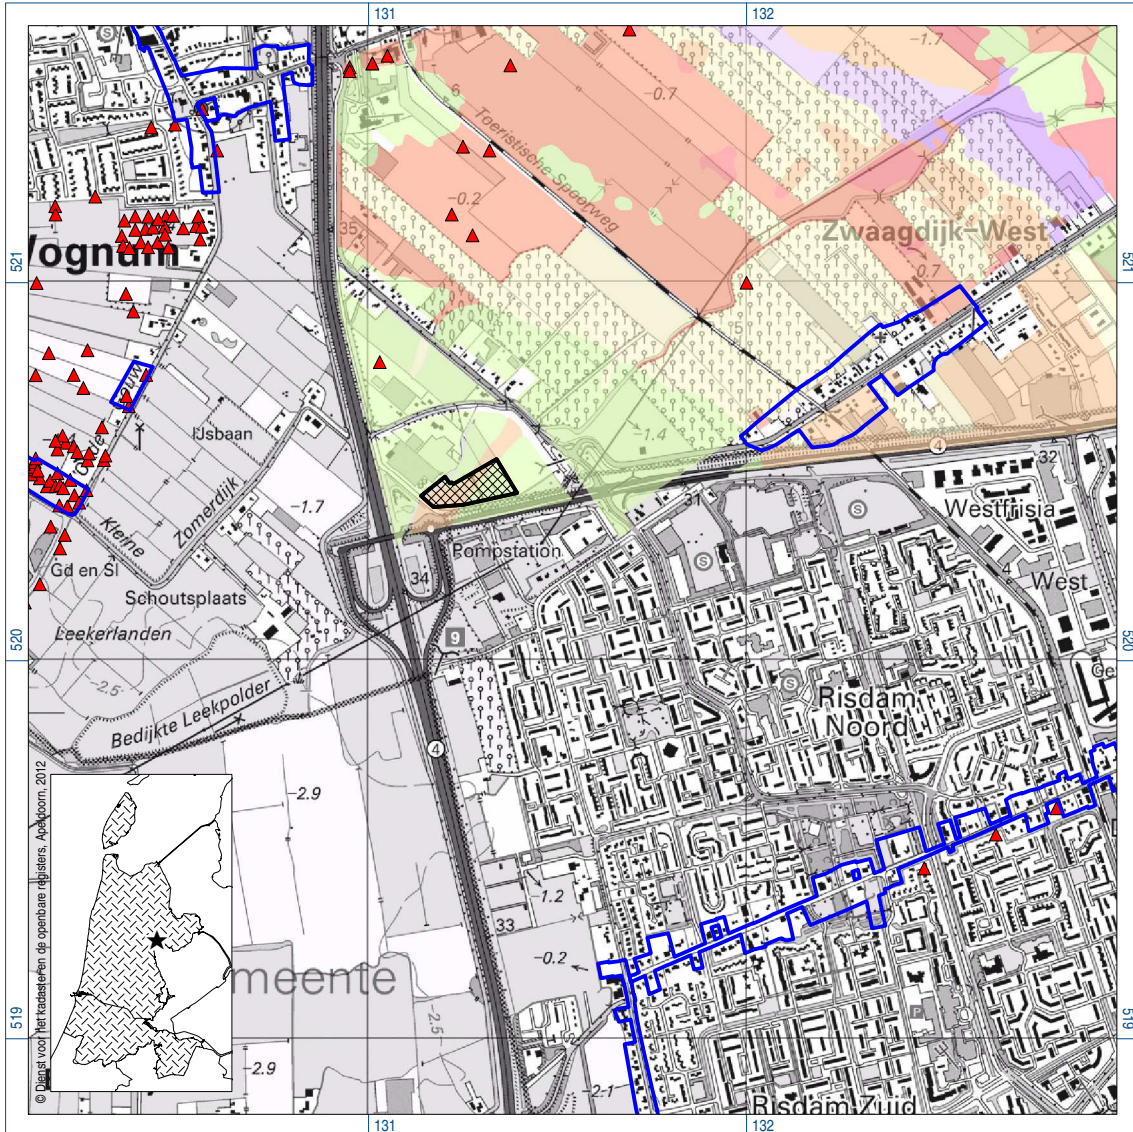 131
132
521
521
520
520
519
519
131
132
S
-1.7
6
-0.7
Toeristische Spoorweg
-0.2
35
Zwaagdijk-West
0.7
5
-1.4
4
32
31
Westfrisia
West
4
S
S
S
IJsbaan
-1.7
Zomerdijk
Kleine
Gd en Sl
Schoutsplaats
Leekerlanden
-2.5
Bedijkte Leekpolder
Pompstation
34
9
4
-2.9
Risdam
Noord
-1.2
33
-0.2
meente
-2.5
-2.9
-2.1
P
Risdam Zuid
© Dienst voor het kadaster en de openbare registers, Apeldoorn, 2012